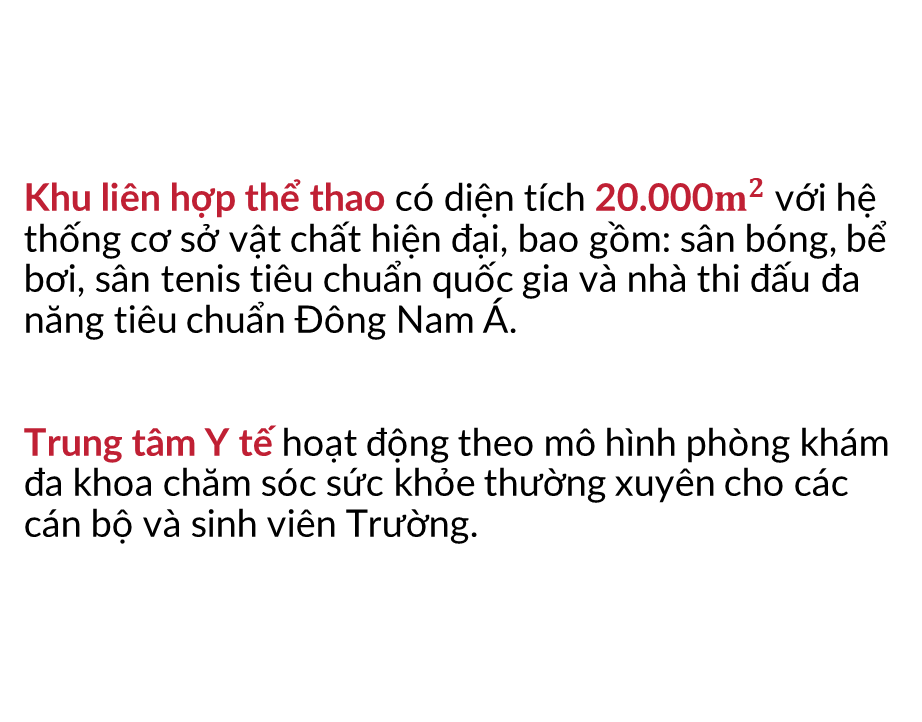 Khu liên hợp thể thao có diện tích 20.000m² với hệ
thống cơ sở vật chất hiện đại, bao gồm: sân bóng, bể
bơi, sân tenis tiêu chuẩn quốc gia và nhà thi đấu đa
năng tiêu chuẩn Đông Nam Á.
Trung tâm Y tế hoạt động theo mô hình phòng khám
đa khoa chăm sóc sức khỏe thường xuyên cho các
cán bộ và sinh viên Trường.